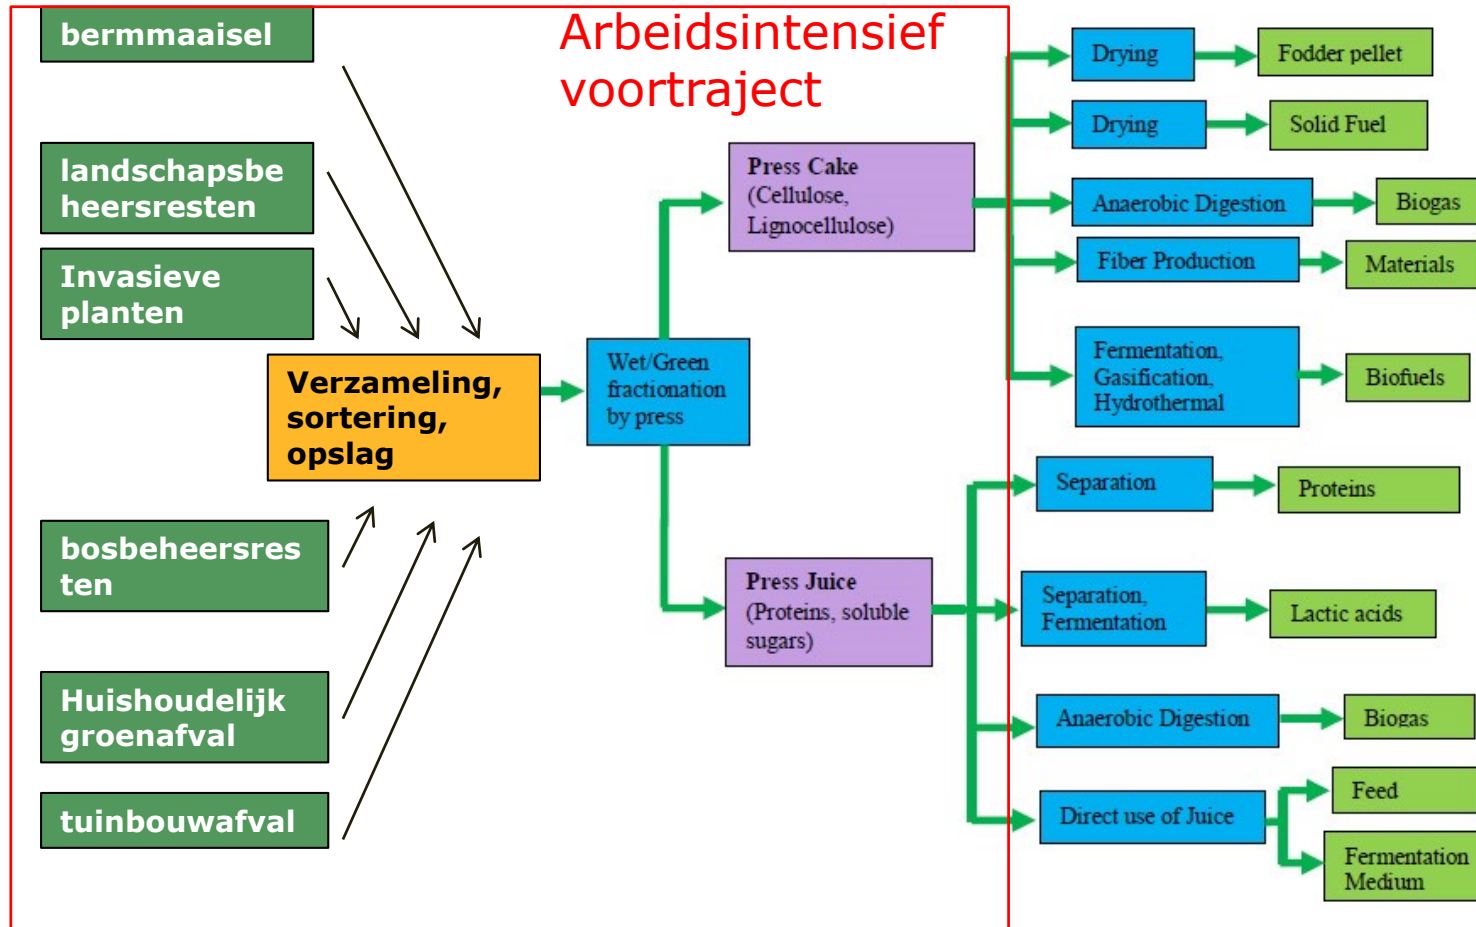 bermmaaisel
landschapsbe
heersresten
Invasieve
planten
Verzameling,
sortering,
opslag
bosbeheersres
ten
Huishoudelijk
groenafval
tuinbouwafval
Arbeidsintensief
voortraject
Wet/Green
fractionation
by press
Press Cake
(Cellulose,
Lignocellulose)
Press Juice
(Proteins, soluble
sugars)
Drying
Fodder pellet
Drying
Solid Fuel
Anaerobic Digestion
Biogas
Fiber Production
Materials
Fermentation,
Gasification,
Hydrothermal
Biofuels
Separation
Proteins
Separation,
Fermentation
Lactic acids
Anaerobic Digestion
Biogas
Direct use of Juice
Feed
Fermentation
Medium